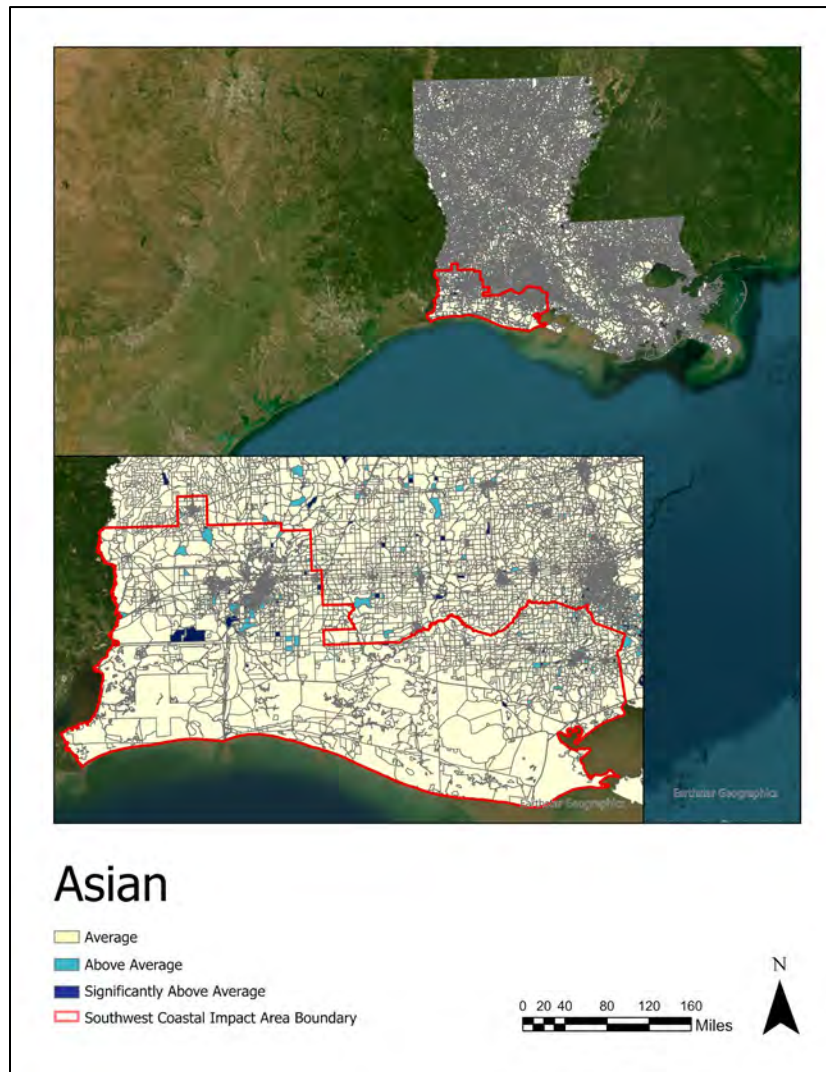 Earthstar Geographics
Earthstar Geographics
Asian
Average
Above Average
Significantly Above Average
Southwest Coastal Impact Area Boundary
N
0 20 40 80 120 160
Miles